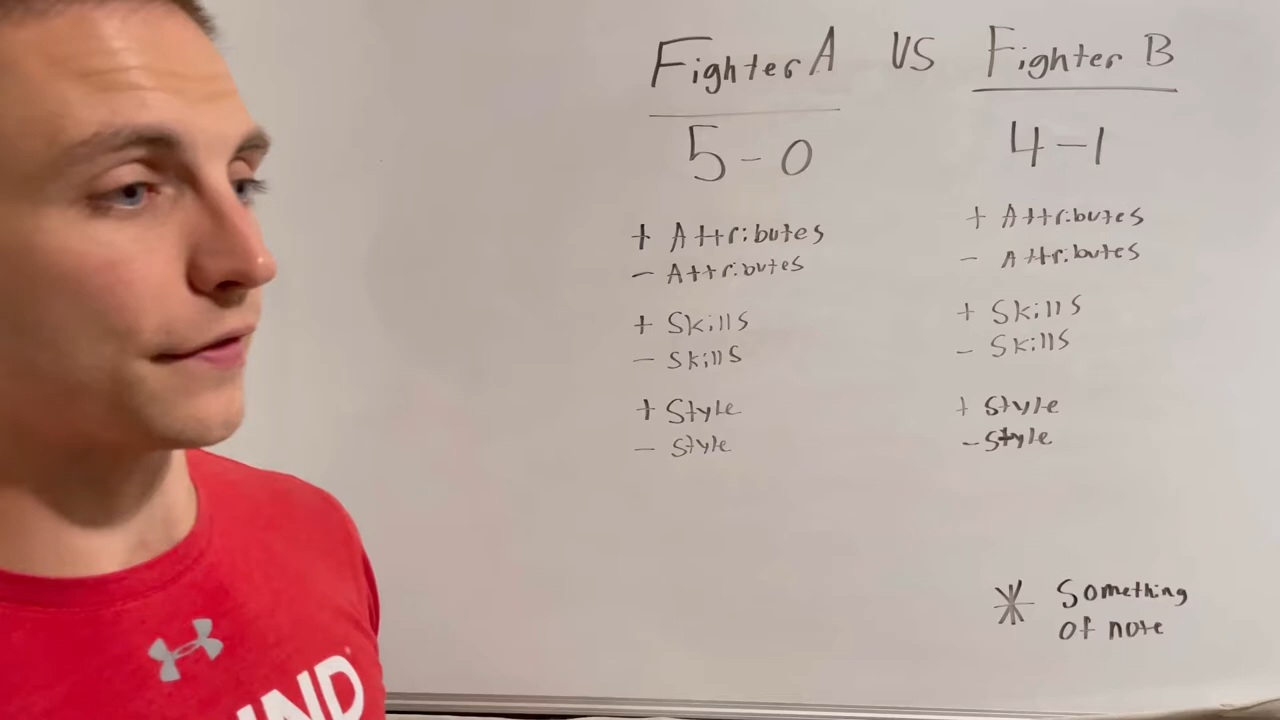 Fighter A VS Fighter B
5-0
4-1
+ Attributes
- Attributes
+ Skills
- Skills
+ Style
- Style
+ Attributes
- Attributes
+ Skills
- Skills
+ Style
- Style
* Something
of note